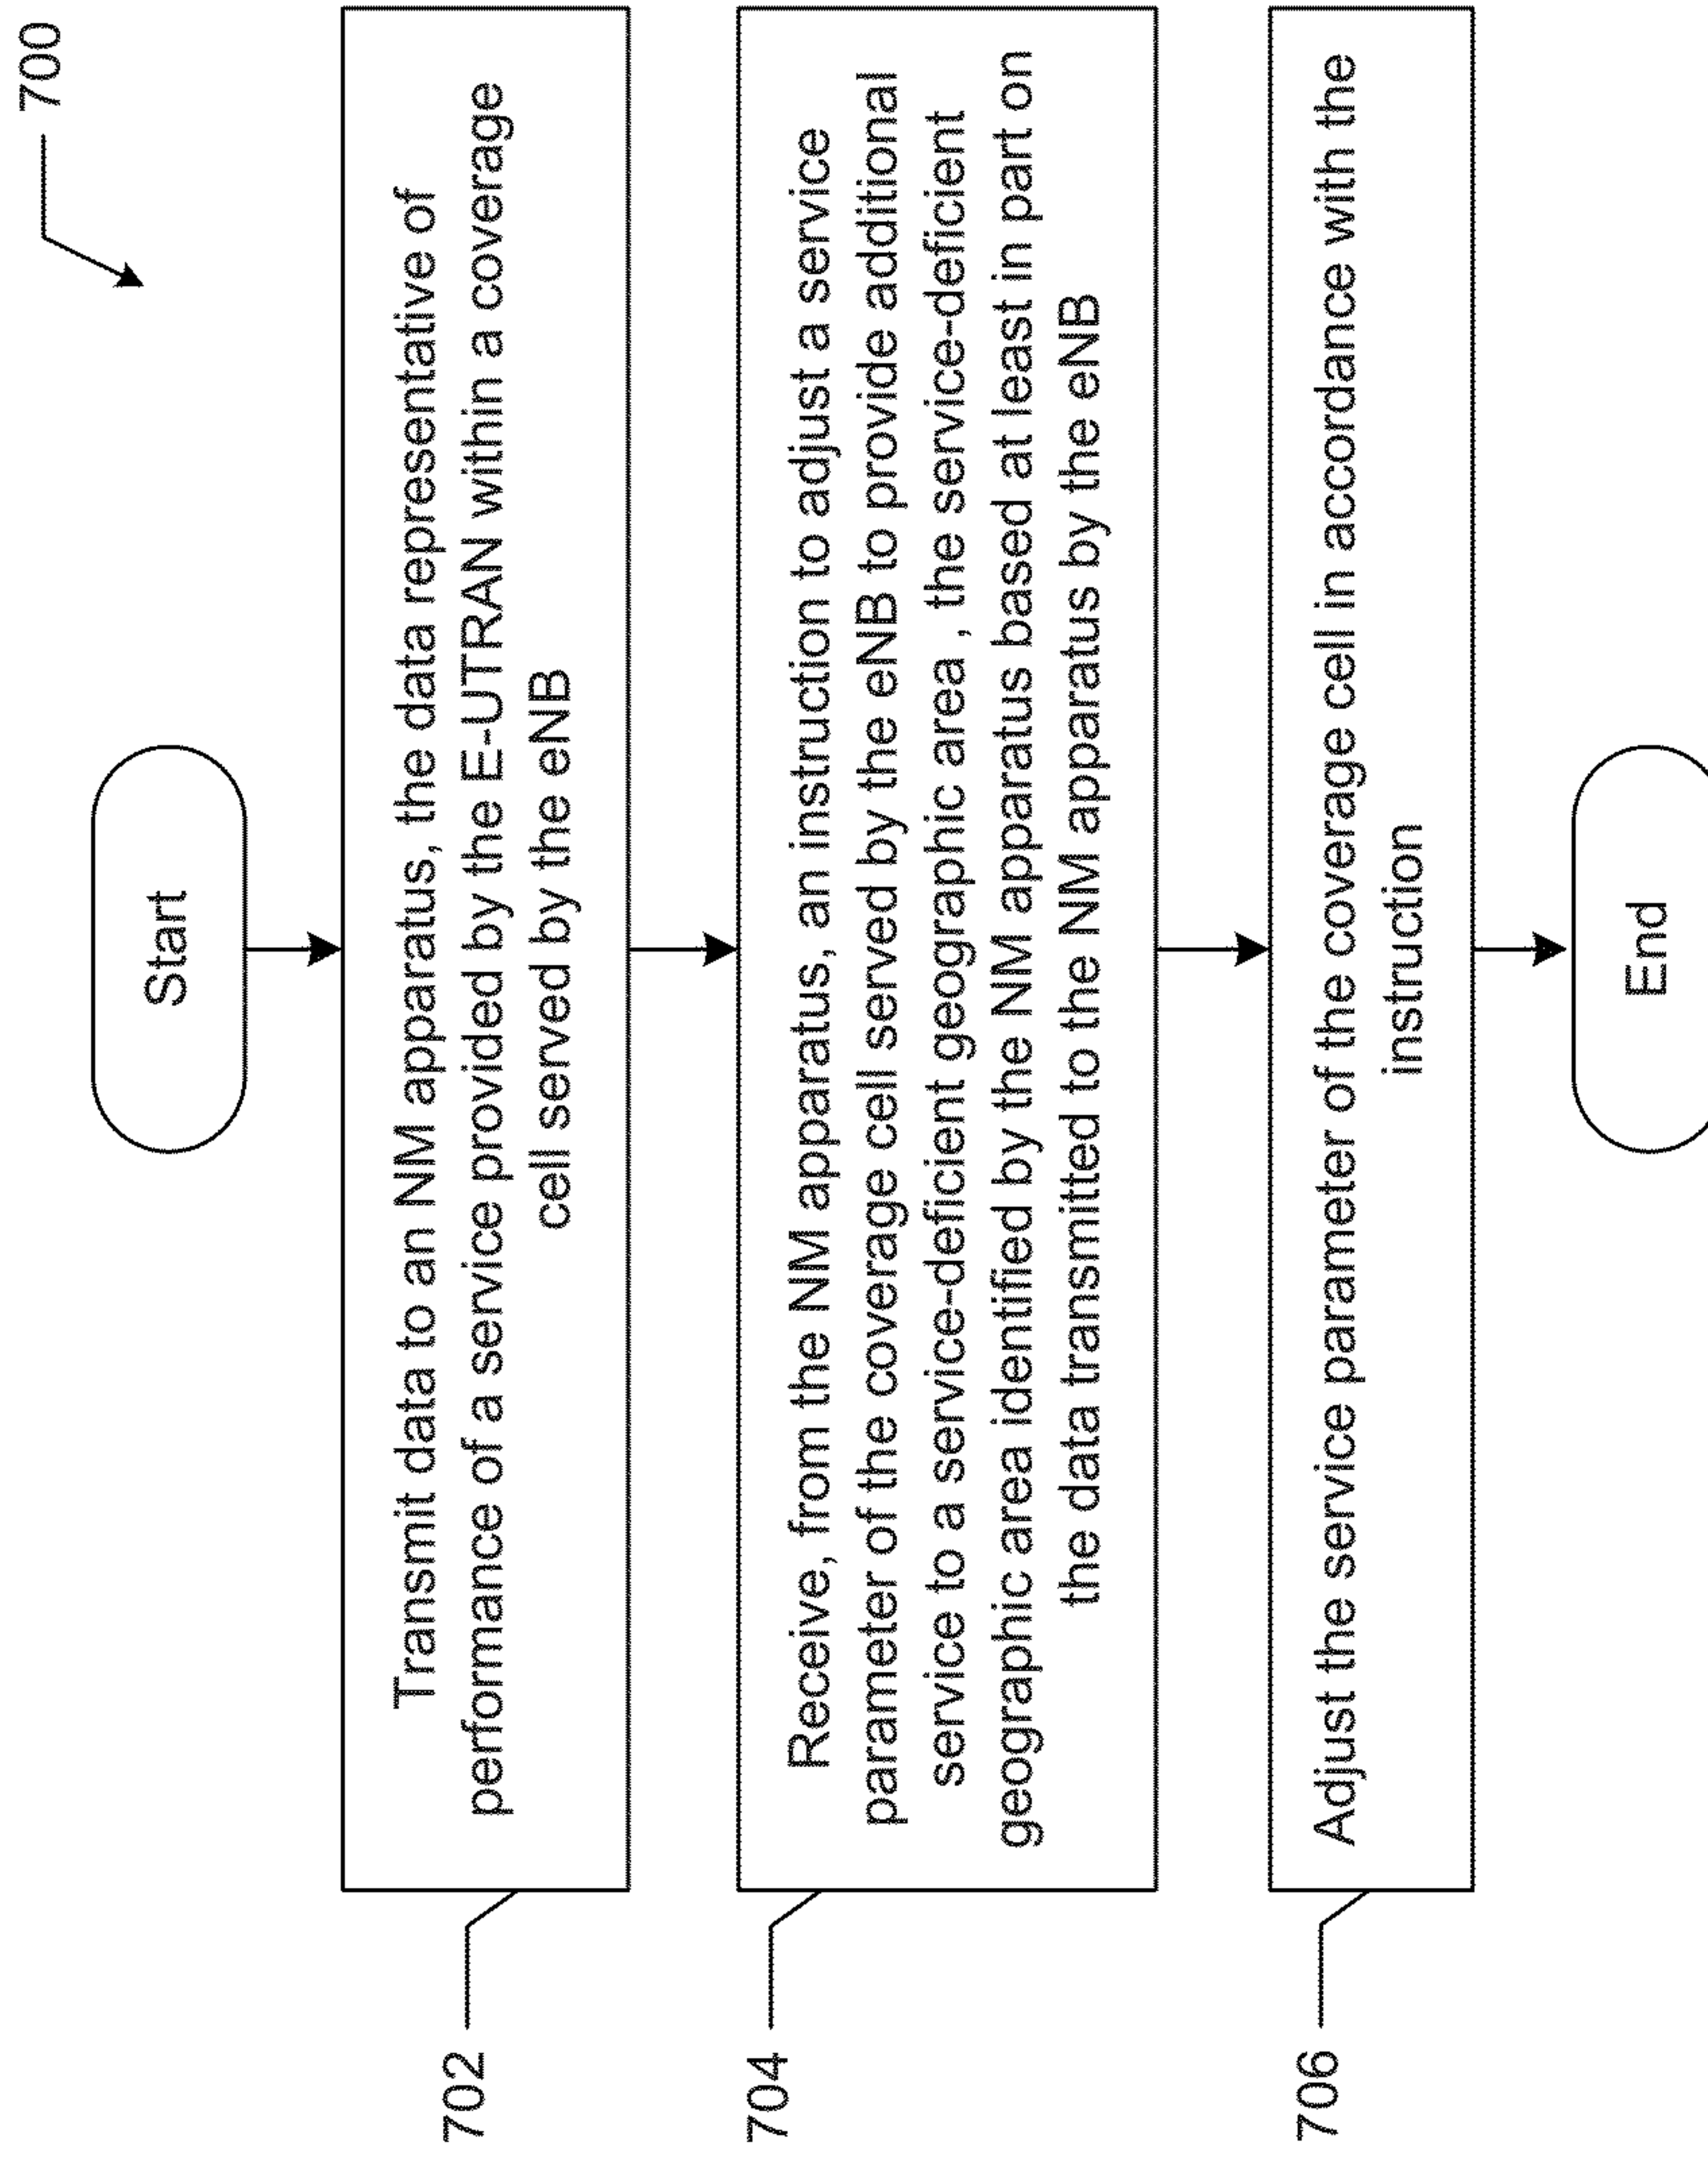 700
Start
702
Transmit data to an NM apparatus, the data representative of
performance of a service provided by the E-UTRAN within a coverage
cell served by the eNB
704
Receive, from the NM apparatus, an instruction to adjust a service
parameter of the coverage cell served by the eNB to provide additional
service to a service-deficient geographic area , the service-deficient
geographic area identified by the NM apparatus based at least in part on
the data transmitted to the NM apparatus by the eNB
706
Adjust the service parameter of the coverage cell in accordance with the
instruction
End